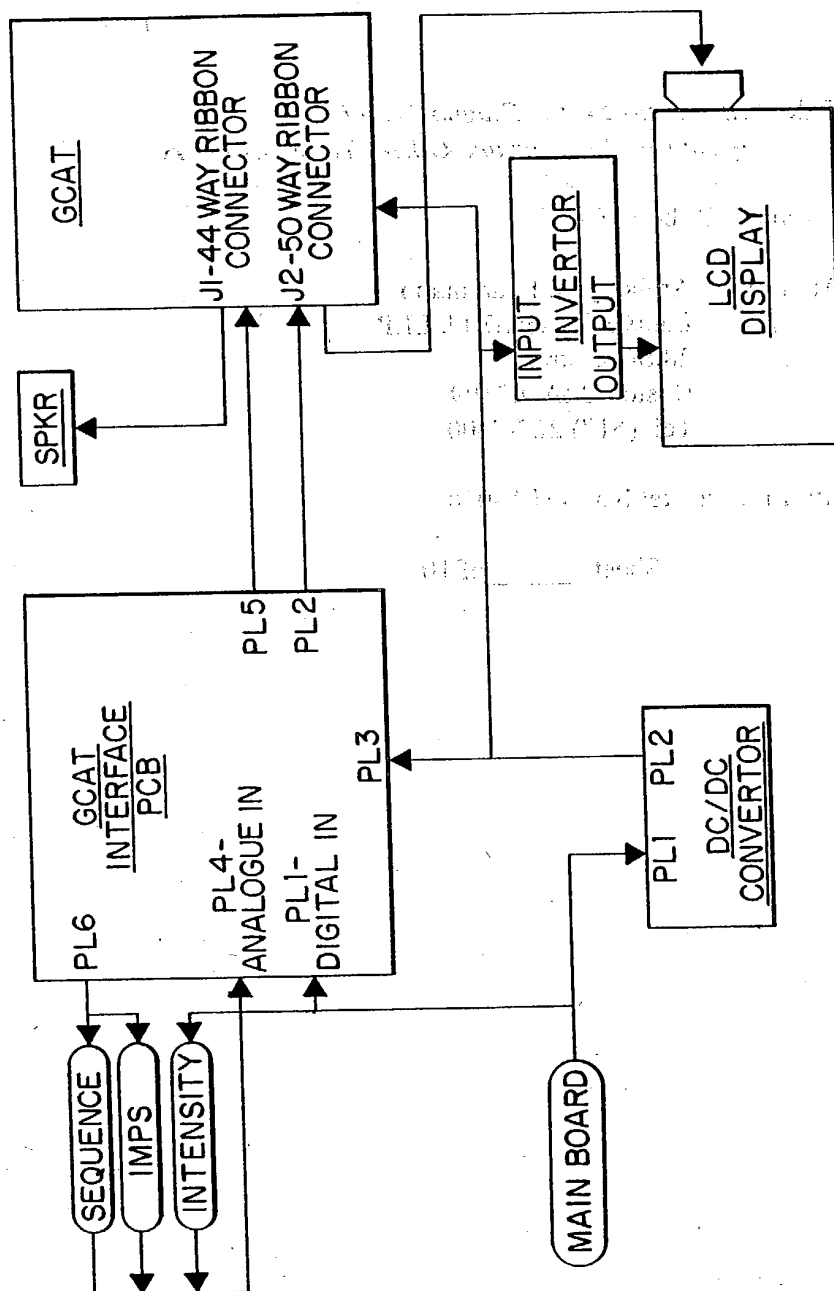 SEQUENCE
IMPS
INTENSITY
MAIN BOARD
PL6
GCAT
INTERFACE
PCB
PL4-
ANALOGUE IN
PL1-
DIGITAL IN
PL3
PL5
PL2
PL1
PL2
DC/DC
CONVERTOR
SPKR
GCAT
J1-44 WAY RIBBON
CONNECTOR
J2-50 WAY RIBBON
CONNECTOR
INPUT
INVERTOR
OUTPUT
LCD
DISPLAY